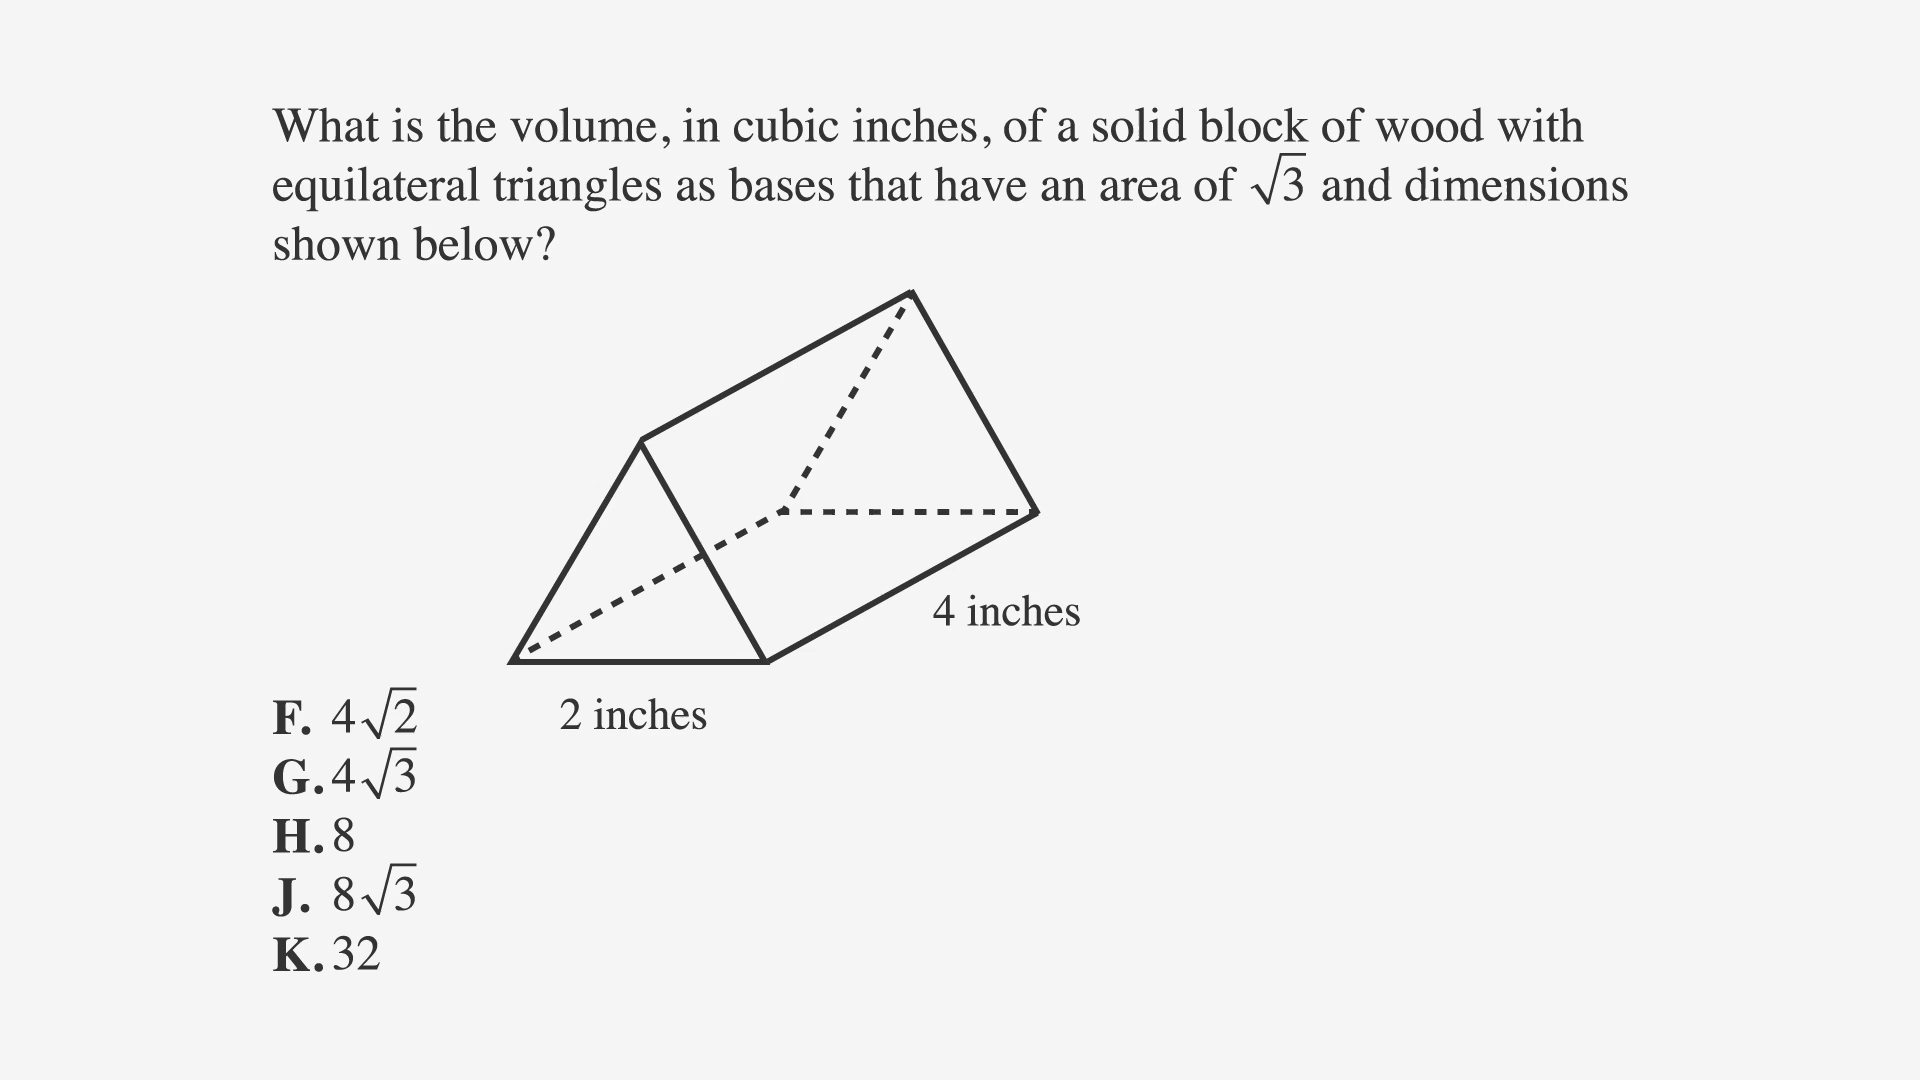 What is the volume, in cubic inches, of a solid block of wood with
equilateral triangles as bases that have an area of √3 and dimensions
shown below?
4 inches
2 inches
F. 4√2
G. 4√3
H. 8
J. 8√3
K. 32